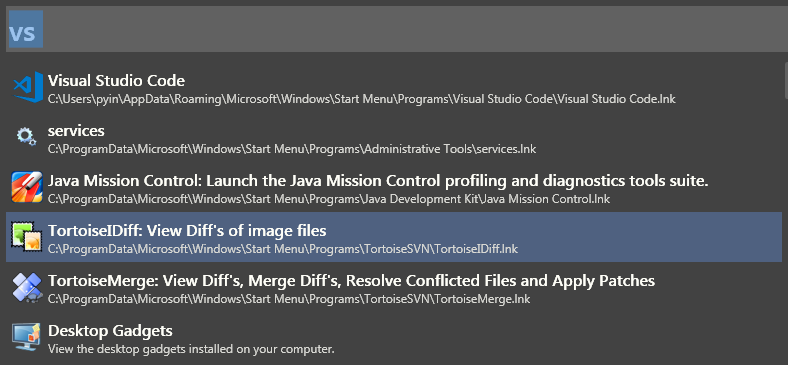 vs
Visual Studio Code
C:\Users\pyin\AppData\Roaming\Microsoft\Windows\Start Menu\Programs\Visual Studio Code\Visual Studio Code.lnk
services
C:\ProgramData\Microsoft\Windows\Start Menu\Programs\Administrative Tools\services.lnk
Java Mission Control: Launch the Java Mission Control profiling and diagnostics tools suite.
C:\ProgramData\Microsoft\Windows\Start Menu\Programs\Java Development Kit\Java Mission Control.lnk
TortoiseIDiff: View Diff's of image files
C:\ProgramData\Microsoft\Windows\Start Menu\Programs\TortoiseSVN\TortoiseIDiff.lnk
TortoiseMerge: View Diff's, Merge Diff's, Resolve Conflicted Files and Apply Patches
C:\ProgramData\Microsoft\Windows\Start Menu\Programs\TortoiseSVN\TortoiseMerge.lnk
Desktop Gadgets
View the desktop gadgets installed on your computer.